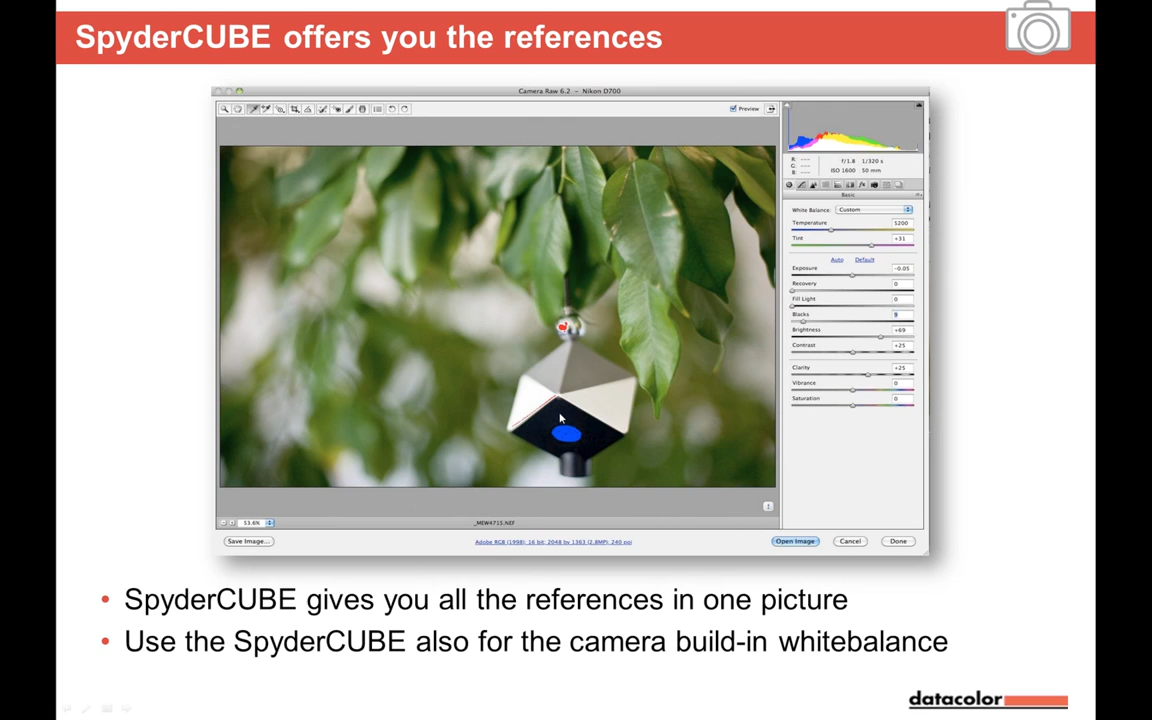 SpyderCUBE offers you the references
Camera Raw 6.2 – Nikon D700
Preview
R: ---
G: ---
B: ---
f/1.8 1/320 s
ISO 1600 50 mm
Basic
White Balance: Custom
Temperature 5200
Tint +31
Auto Default
Exposure -0.05
Recovery 0
Fill Light 0
Blacks 9
Brightness +69
Contrast +25
Clarity +25
Vibrance 0
Saturation 0
53.6% _MEW4715.NEF
Save Image... Adobe RGB (1998); 16 bit; 2048 by 1363 (2.8MP); 240 ppi Open Image Cancel Done
• SpyderCUBE gives you all the references in one picture
• Use the SpyderCUBE also for the camera build-in whitebalance
datacolor